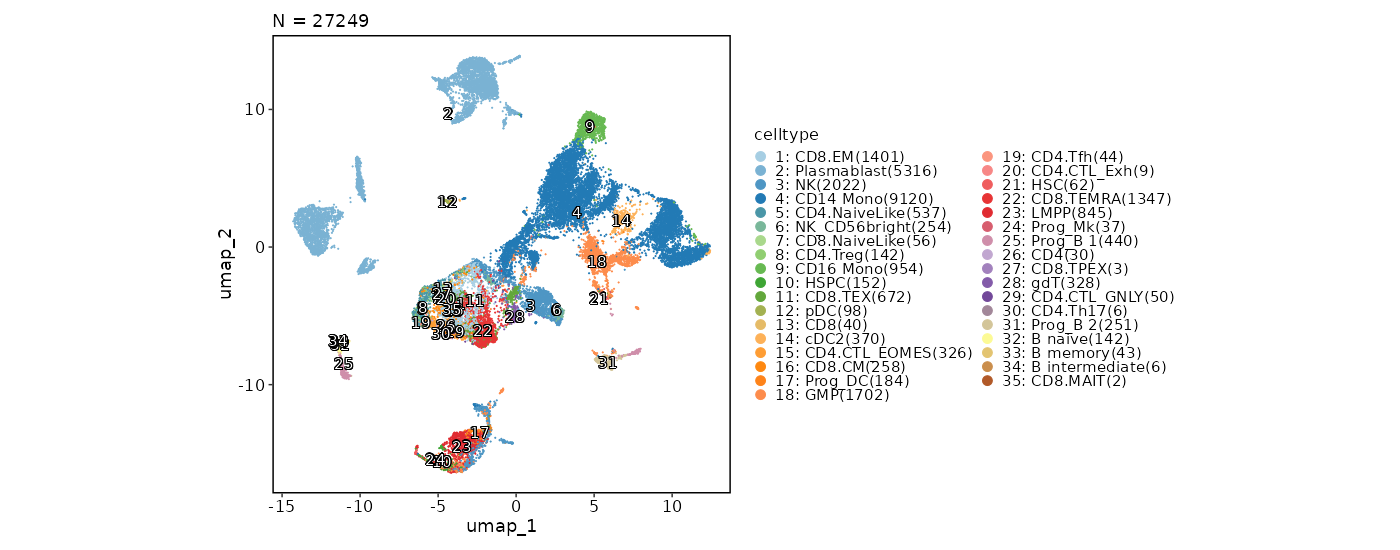 N = 27249
10
0
-10
umap_2
-15
-10
-5
0
5
10
umap_1
2
9
12
4
14
18
21
8
19
20
35
11
3
6
28
26
29
30
22
34
25
31
17
23
24
celltype
1: CD8.EM(1401)
2: Plasmablast(5316)
3: NK(2022)
4: CD14 Mono(9120)
5: CD4.NaiveLike(537)
6: NK_CD56bright(254)
7: CD8.NaiveLike(56)
8: CD4.Treg(142)
9: CD16 Mono(954)
10: HSPC(152)
11: CD8.TEX(672)
12: pDC(98)
13: CD8(40)
14: cDC2(370)
15: CD4.CTL_EOMES(326)
16: CD8.CM(258)
17: Prog_DC(184)
18: GMP(1702)
19: CD4.Tfh(44)
20: CD4.CTL_Exh(9)
21: HSC(62)
22: CD8.TEMRA(1347)
23: LMPP(845)
24: Prog_Mk(37)
25: Prog_B 1(440)
26: CD4(30)
27: CD8.TPEX(3)
28: gdT(328)
29: CD4.CTL_GNLY(50)
30: CD4.Th17(6)
31: Prog_B 2(251)
32: B naive(142)
33: B memory(43)
34: B intermediate(6)
35: CD8.MAIT(2)